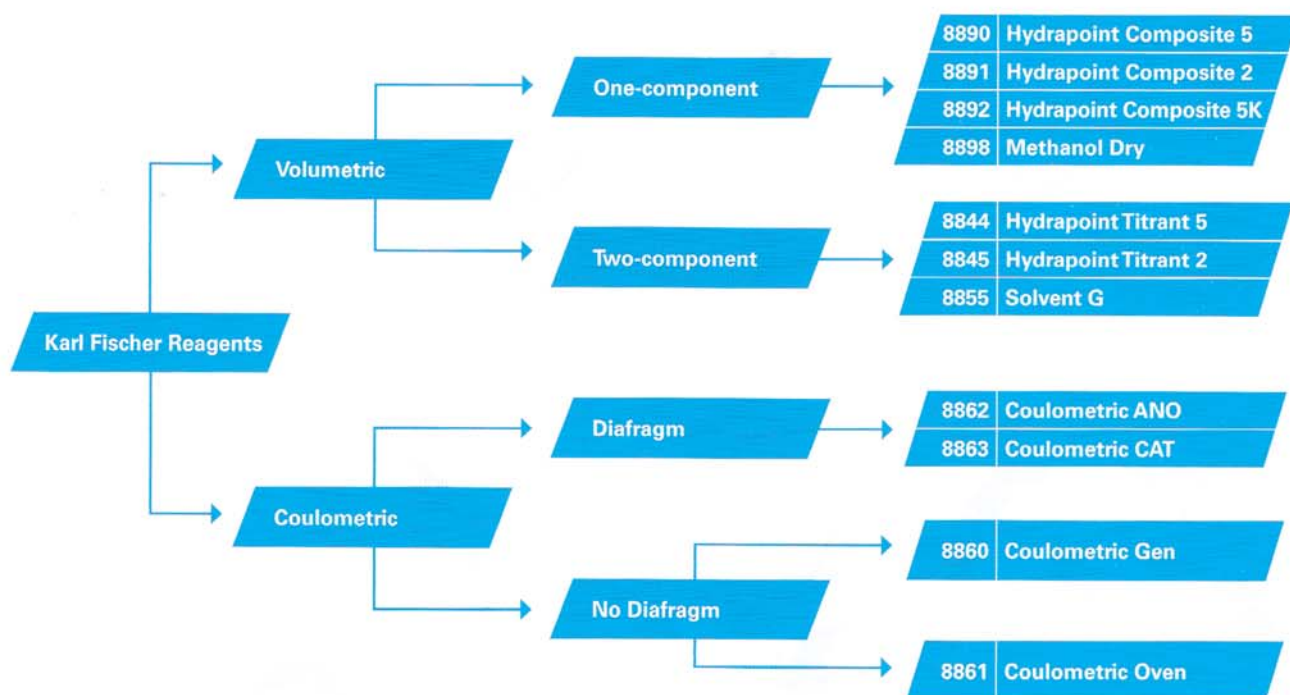 Karl Fischer Reagents
Volumetric
One-component
8890 Hydrapoint Composite 5
8891 Hydrapoint Composite 2
8892 Hydrapoint Composite 5K
8898 Methanol Dry
Two-component
8844 Hydrapoint Titrant 5
8845 Hydrapoint Titrant 2
8855 Solvent G
Coulometric
Diafragm
8862 Coulometric ANO
8863 Coulometric CAT
No Diafragm
8860 Coulometric Gen
8861 Coulometric Oven